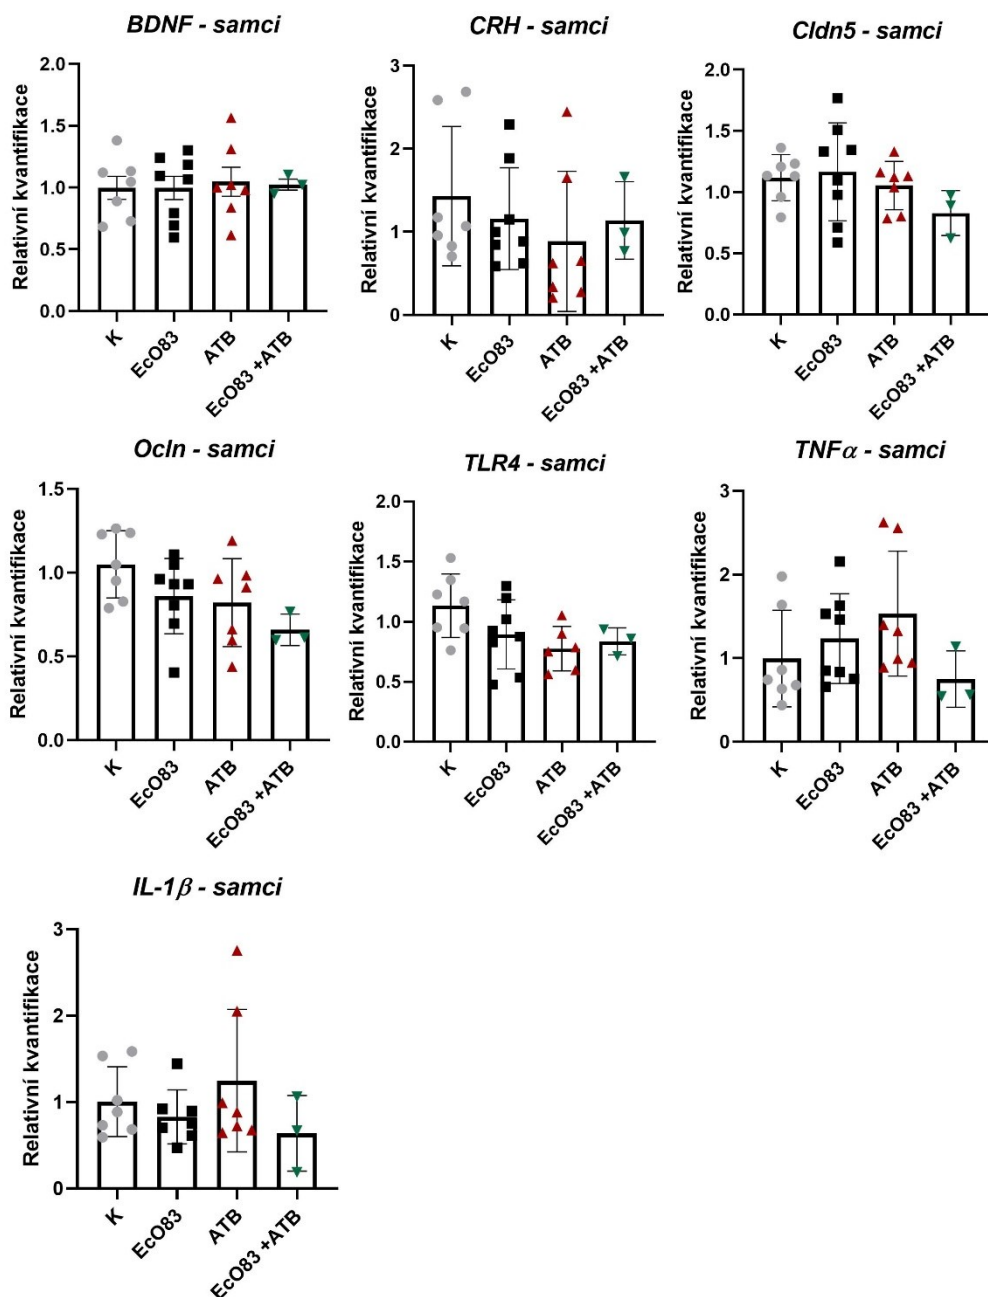 BDNF - samci
Relativní kvantifikace
2.0
1.5
1.0
0.5
0.0
K
EcO83
ATB
EcO83 +ATB
CRH - samci
Relativní kvantifikace
3
2
1
0
K
EcO83
ATB
EcO83 +ATB
Cldn5 - samci
Relativní kvantifikace
2.0
1.5
1.0
0.5
0.0
K
EcO83
ATB
EcO83 +ATB
Ocln - samci
Relativní kvantifikace
1.5
1.0
0.5
0.0
K
EcO83
ATB
EcO83 +ATB
TLR4 - samci
Relativní kvantifikace
2.0
1.5
1.0
0.5
0.0
K
EcO83
ATB
EcO83 +ATB
TNFα - samci
Relativní kvantifikace
3
2
1
0
K
EcO83
ATB
EcO83 +ATB
IL-1β - samci
Relativní kvantifikace
3
2
1
0
K
EcO83
ATB
EcO83 +ATB